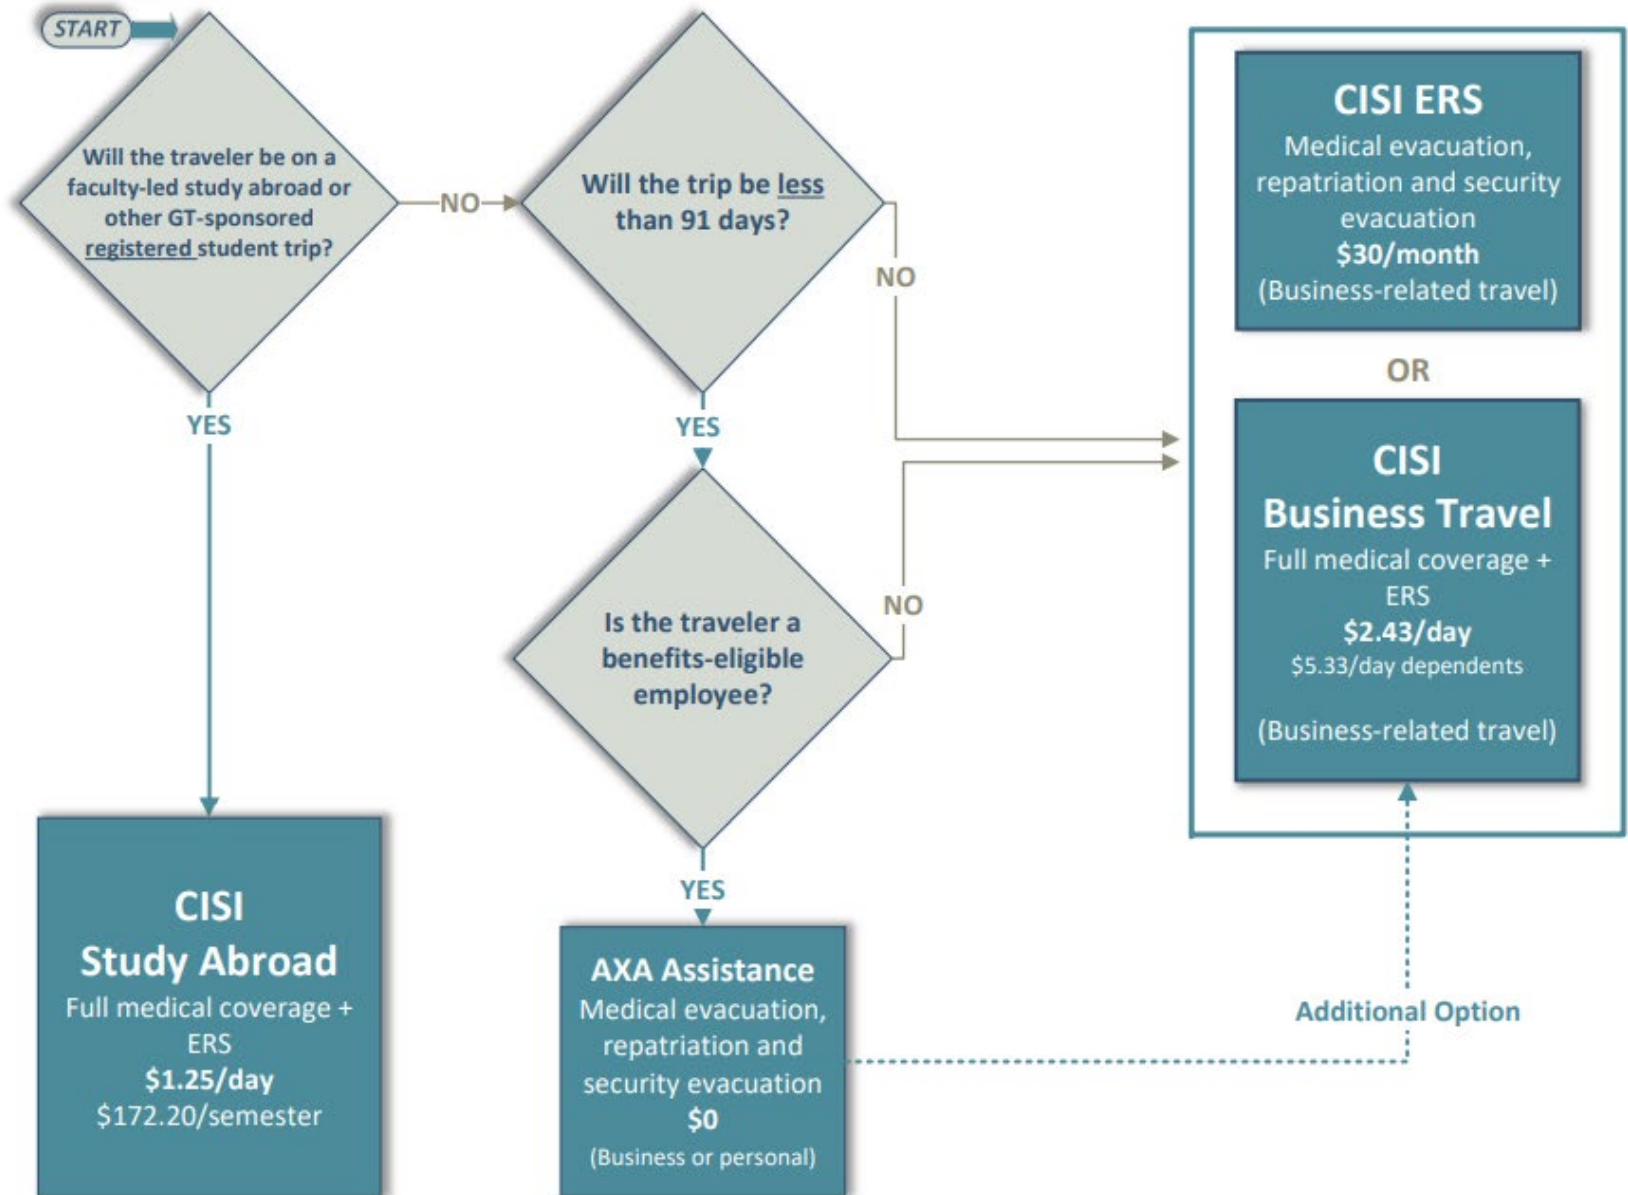 START
Will the traveler be on a
faculty-led study abroad or
other GT-sponsored
registered student trip?
NO
Will the trip be less
than 91 days?
NO
YES
YES
Is the traveler a
benefits-eligible
employee?
NO
YES
CISI
Study Abroad
Full medical coverage +
ERS
$1.25/day
$172.20/semester
AXA Assistance
Medical evacuation,
repatriation and
security evacuation
$0
(Business or personal)
CISI ERS
Medical evacuation,
repatriation and security
evacuation
$30/month
(Business-related travel)
OR
CISI
Business Travel
Full medical coverage +
ERS
$2.43/day
$5.33/day dependents
(Business-related travel)
Additional Option